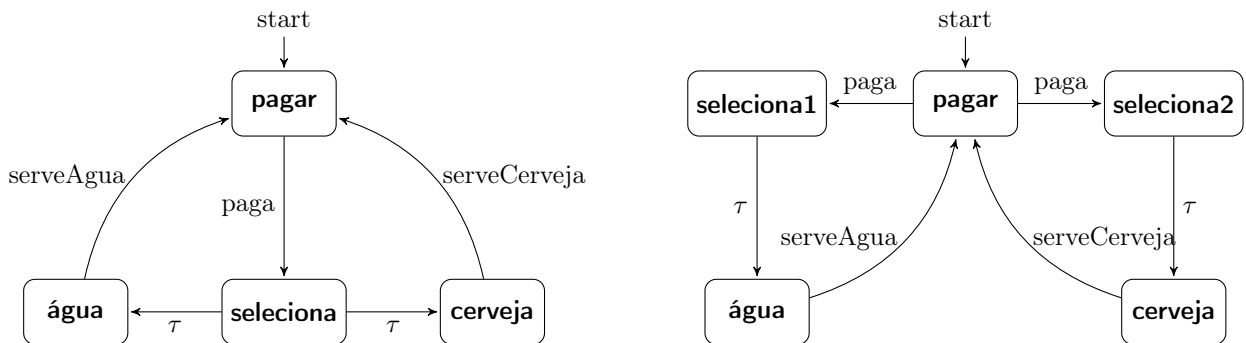 start
pagar
serveAgua
serveCerveja
paga
água
τ
seleciona
τ
cerveja
start
seleciona1
paga
pagar
paga
seleciona2
τ
τ
serveAgua
serveCerveja
água
cerveja